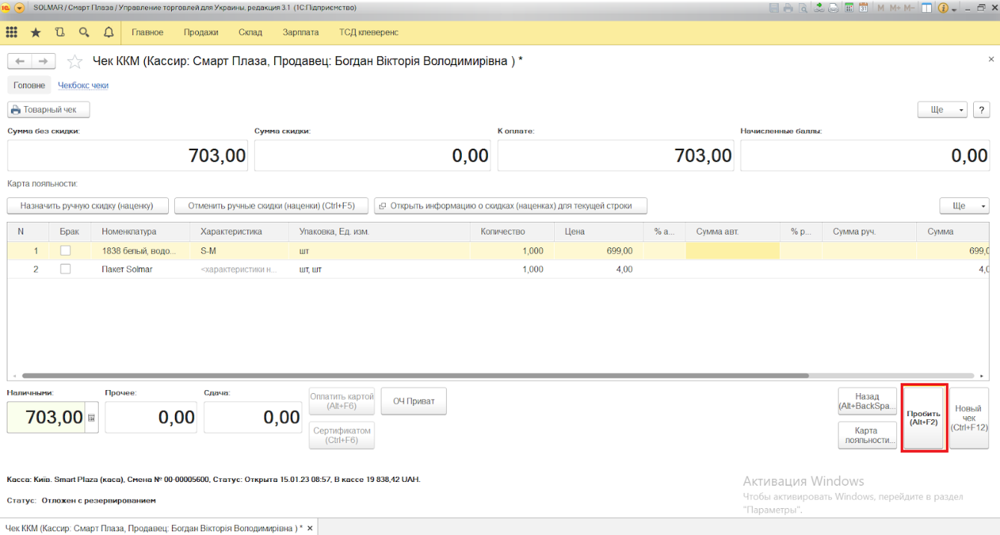 SOLMAR / Смарт Плаза / Управление торговлей для Украины, редакция 3.1 (1С:Підприємство)
M M+ M-
Главное Продажи Склад Зарплата ТСД клеверенс
Чек ККМ (Кассир: Смарт Плаза, Продавец: Богдан Вікторія Володимирівна ) *
Головне Чекбокс чеки
Товарный чек Ще ?
Сумма без скидки: Сумма скидки: К оплате: Начисленные баллы:
703,00 0,00 703,00 0,00
Карта лояльности:
Назначить ручную скидку (наценку) Отменить ручные скидки (наценки) (Ctrl+F5) Открыть информацию о скидках (наценках) для текущей строки Ще
N Брак Номенклатура Характеристика Упаковка, Ед. изм. Количество Цена % а... Сумма авт. % р... Сумма руч. Сумма
1 1838 белый, водо... S-M шт 1,000 699,00 699,0
2 Пакет Solmar <характеристики н... шт, шт 1,000 4,00 4,0
Наличными: Прочее: Сдача:
703,00 0,00 0,00
Оплатить картой
(Alt+F6)
ОЧ Приват
Сертификатом
(Ctrl+F6)
Назад
(Alt+BackSpa...
Карта
лояльности...
Пробить
(Alt+F2)
Новый
чек
(Ctrl+F12)
Касса: Київ. Smart Plaza (каса), Смена № 00-00005600, Статус: Открыта 15.01.23 08:57, В кассе 19 838,42 UAH.
Статус: Отложен с резервированием
Активация Windows
Чтобы активировать Windows, перейдите в раздел
"Параметры".
Чек ККМ (Кассир: Смарт Плаза, Продавец: Богдан Вікторія Володимирівна ) * ×